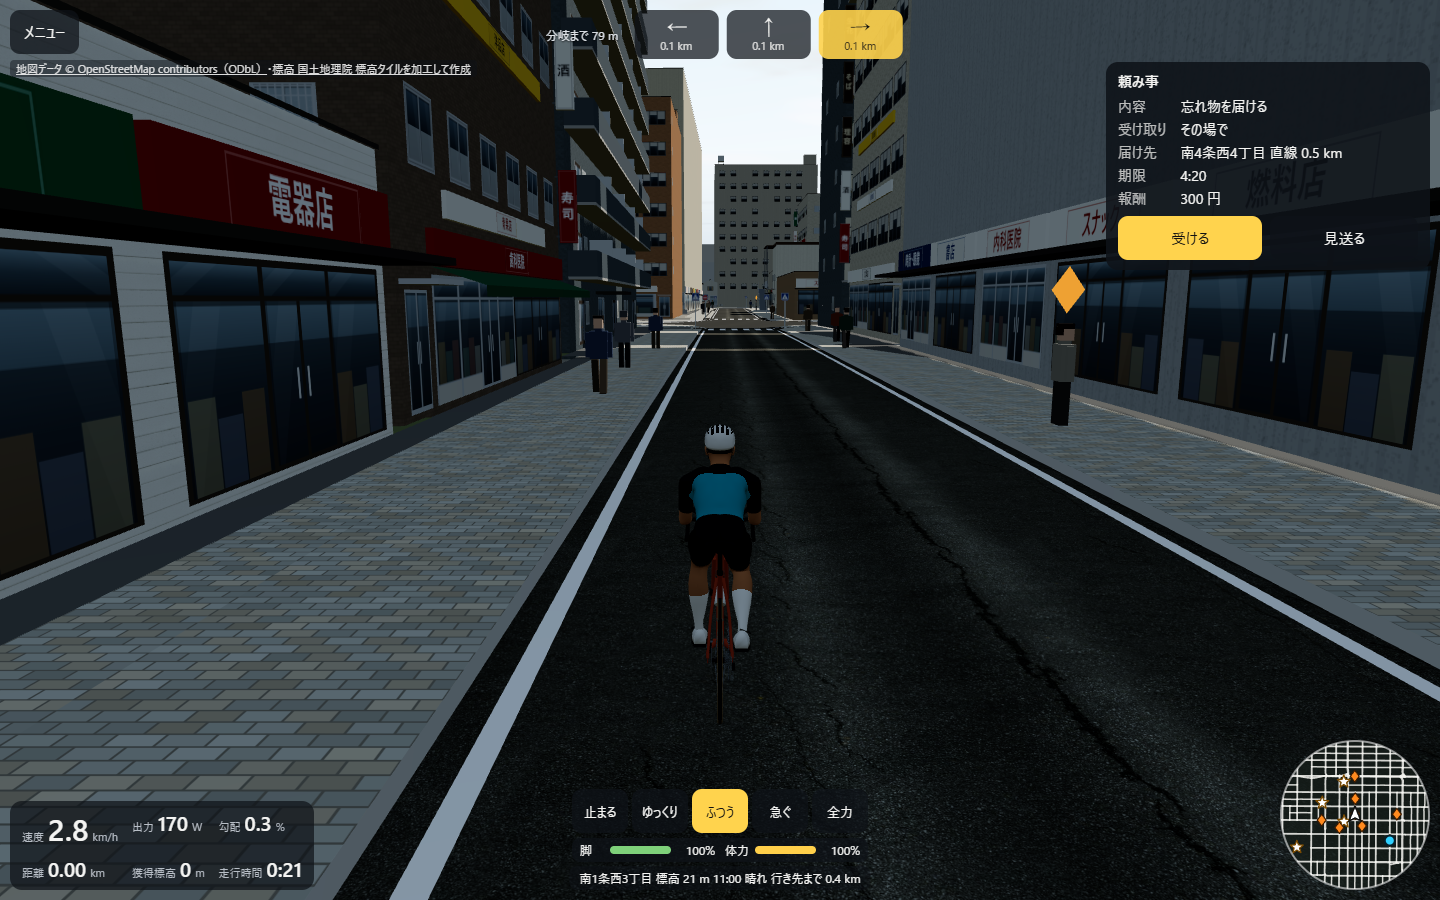 メニュー
分岐まで 79 m
← 0.1 km
↑ 0.1 km
→ 0.1 km
地図データ © OpenStreetMap contributors（ODbL）・標高 国土地理院 標高タイルを加工して作成
頼み事
内容 忘れ物を届ける
受け取り その場で
届け先 南4条西4丁目 直線 0.5 km
期限 4:20
報酬 300 円
受ける
見送る
電器店
酒
寿司
歯科医院
酒
寿司
書店
内科医院
スナッ
燃料店
速度 2.8 km/h
出力 170 W
勾配 0.3 %
距離 0.00 km
獲得標高 0 m
走行時間 0:21
止まる
ゆっくり
ふつう
急ぐ
全力
脚 100%
体力 100%
南1条西3丁目 標高 21 m 11:00 晴れ 行き先まで 0.4 km